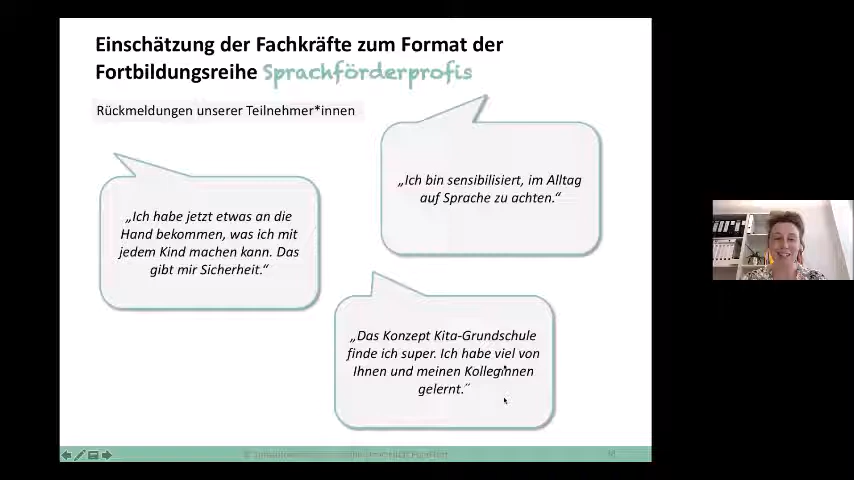 Einschätzung der Fachkräfte zum Format der
Fortbildungsreihe Sprachförderprofis
Rückmeldungen unserer Teilnehmer*innen
„Ich bin sensibilisiert, im Alltag
auf Sprache zu achten.“
„Ich habe jetzt etwas an die
Hand bekommen, was ich mit
jedem Kind machen kann. Das
gibt mir Sicherheit.“
„Das Konzept Kita-Grundschule
finde ich super. Ich habe viel von
Ihnen und meinen Kolleginnen
gelernt.“